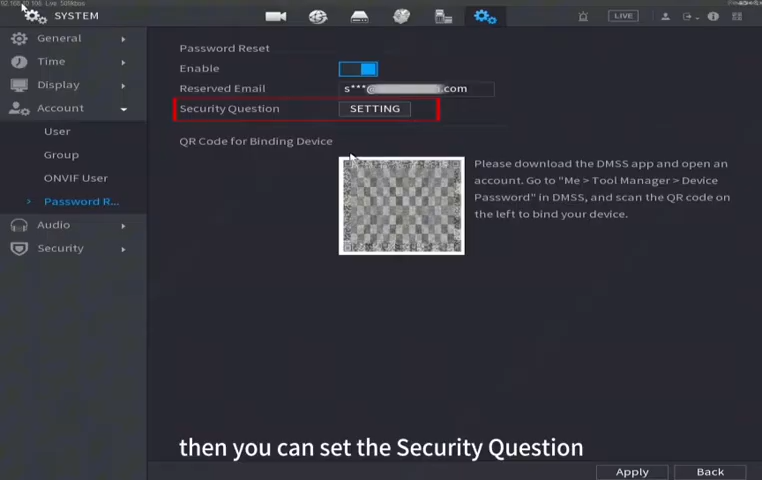 SYSTEM
LIVE
General
Time
Display
Account
User
Group
ONVIF User
Password R...
Audio
Security
Password Reset
Enable
Reserved Email s***@ .com
Security Question SETTING
QR Code for Binding Device
Please download the DMSS app and open an
account. Go to "Me > Tool Manager > Device
Password" in DMSS, and scan the QR code on
the left to bind your device.
then you can set the Security Question
Apply Back